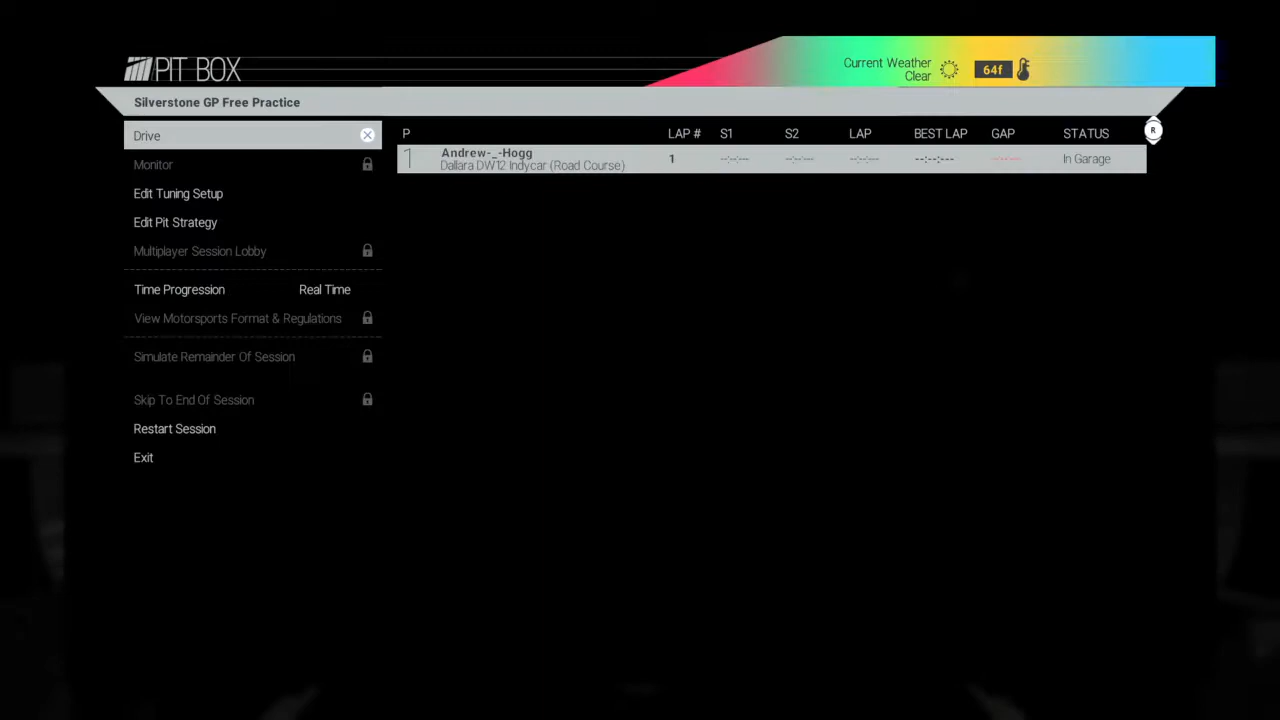 PIT BOX
Current Weather
Clear
64f
Silverstone GP Free Practice
Drive
Monitor
Edit Tuning Setup
Edit Pit Strategy
Multiplayer Session Lobby
Time Progression Real Time
View Motorsports Format & Regulations
Simulate Remainder Of Session
Skip To End Of Session
Restart Session
Exit
P LAP # S1 S2 LAP BEST LAP GAP STATUS
R
1 Andrew-_-Hogg 1 --:--:--- --:--:--- --:--:--- --:--:--- --:--:--- In Garage
Dallara DW12 Indycar (Road Course)